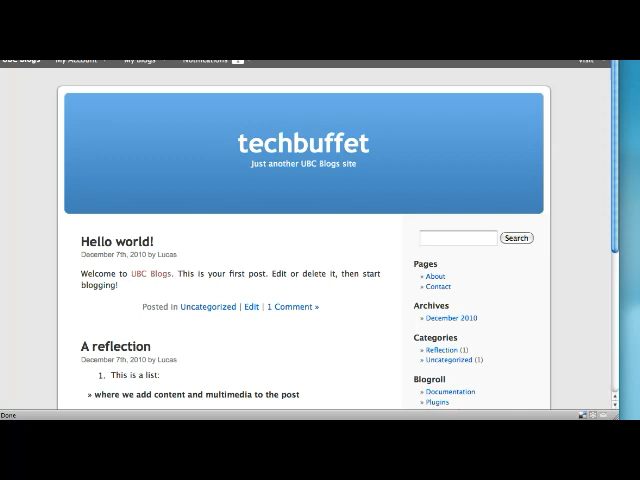 UBC Blogs My Account My Blogs Notifications Visit
techbuffet
Just another UBC Blogs site
Hello world!
December 7th, 2010 by Lucas
Welcome to UBC Blogs. This is your first post. Edit or delete it, then start
blogging!
Posted in Uncategorized | Edit | 1 Comment »
A reflection
December 7th, 2010 by Lucas
1. This is a list:
» where we add content and multimedia to the post
Search
Pages
» About
» Contact
Archives
» December 2010
Categories
» Reflection (1)
» Uncategorized (1)
Blogroll
» Documentation
» Plugins
Done